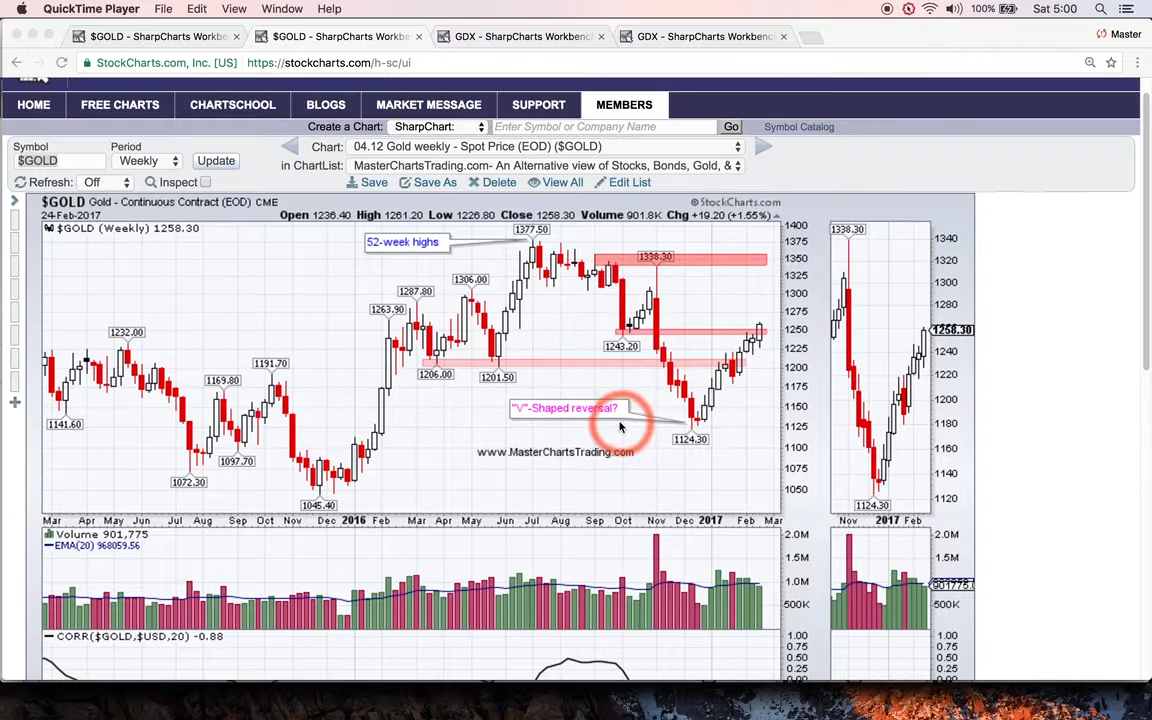 QuickTime Player File Edit View Window Help 100% Sat 5:00
$GOLD - SharpCharts Workbe × $GOLD - SharpCharts Workbe × GDX - SharpCharts Workbenc × GDX - SharpCharts Workbenc × Master
StockCharts.com, Inc. [US] https://stockcharts.com/h-sc/ui
HOME FREE CHARTS CHARTSCHOOL BLOGS MARKET MESSAGE SUPPORT MEMBERS
Create a Chart: SharpChart: Enter Symbol or Company Name Go Symbol Catalog
Symbol Period Chart: 04.12 Gold weekly - Spot Price (EOD) ($GOLD)
$GOLD Weekly Update in ChartList: MasterChartsTrading.com- An Alternative view of Stocks, Bonds, Gold, &
Refresh: Off Inspect Save Save As Delete View All Edit List
$GOLD Gold - Continuous Contract (EOD) CME © StockCharts.com
24-Feb-2017 Open 1236.40 High 1261.20 Low 1226.80 Close 1258.30 Volume 901.8K Chg +19.20 (+1.55%)
$GOLD (Weekly) 1258.30
52-week highs
1377.50
1338.30
1306.00
1287.80
1263.90
1243.20
1232.00
1206.00
1201.50
1191.70
1169.80
1141.60
1124.30
1097.70
1072.30
1045.40
"V"-Shaped reversal?
www.MasterChartsTrading.com
1400
1375
1350
1325
1300
1275
1250
1225
1200
1175
1150
1125
1100
1075
1050
1338.30
1340
1320
1300
1280
1258.30
1240
1220
1200
1180
1160
1140
1120
1124.30
Mar Apr May Jun Jul Aug Sep Oct Nov Dec 2016 Feb Mar Apr May Jun Jul Aug Sep Oct Nov Dec 2017 Feb Mar
Nov 2017 Feb
Volume 901,775
EMA(20) 968059.56
2.0M
1.5M
1.0M
500K
2.0M
1.5M
1.0M
901775.0
500K
CORR($GOLD,$USD,20) -0.88
1.00
0.75
0.50
0.25
0.00
1.00
0.75
0.50
0.25
0.00